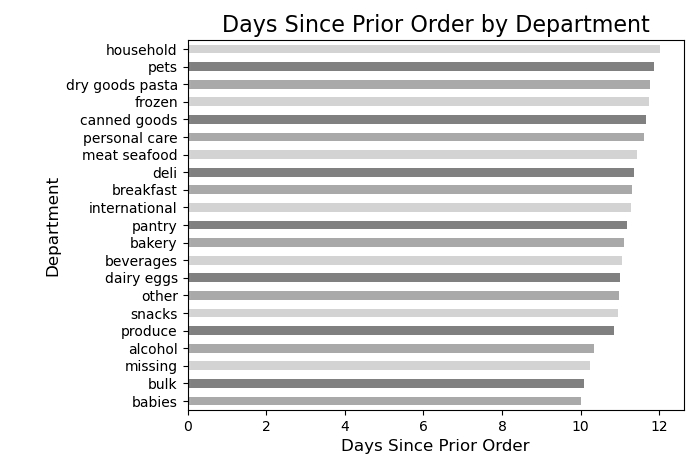 Days Since Prior Order by Department
household
pets
dry goods pasta
frozen
canned goods
personal care
meat seafood
deli
breakfast
international
pantry
bakery
beverages
dairy eggs
other
snacks
produce
alcohol
missing
bulk
babies
Department
0 2 4 6 8 10 12
Days Since Prior Order